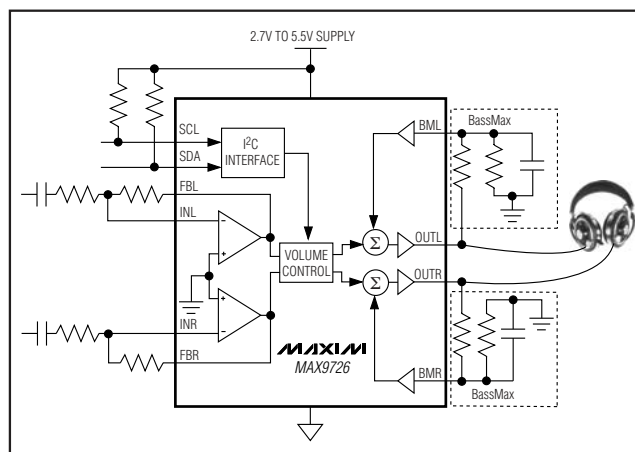 2.7V TO 5.5V SUPPLY
BassMax
SCL
I²C
INTERFACE
BML
SDA
FBL
INL
VOLUME
CONTROL
Σ
OUTL
Σ
OUTR
INR
FBR
MAXIM
MAX9726
BMR
BassMax
- 
+
+
-